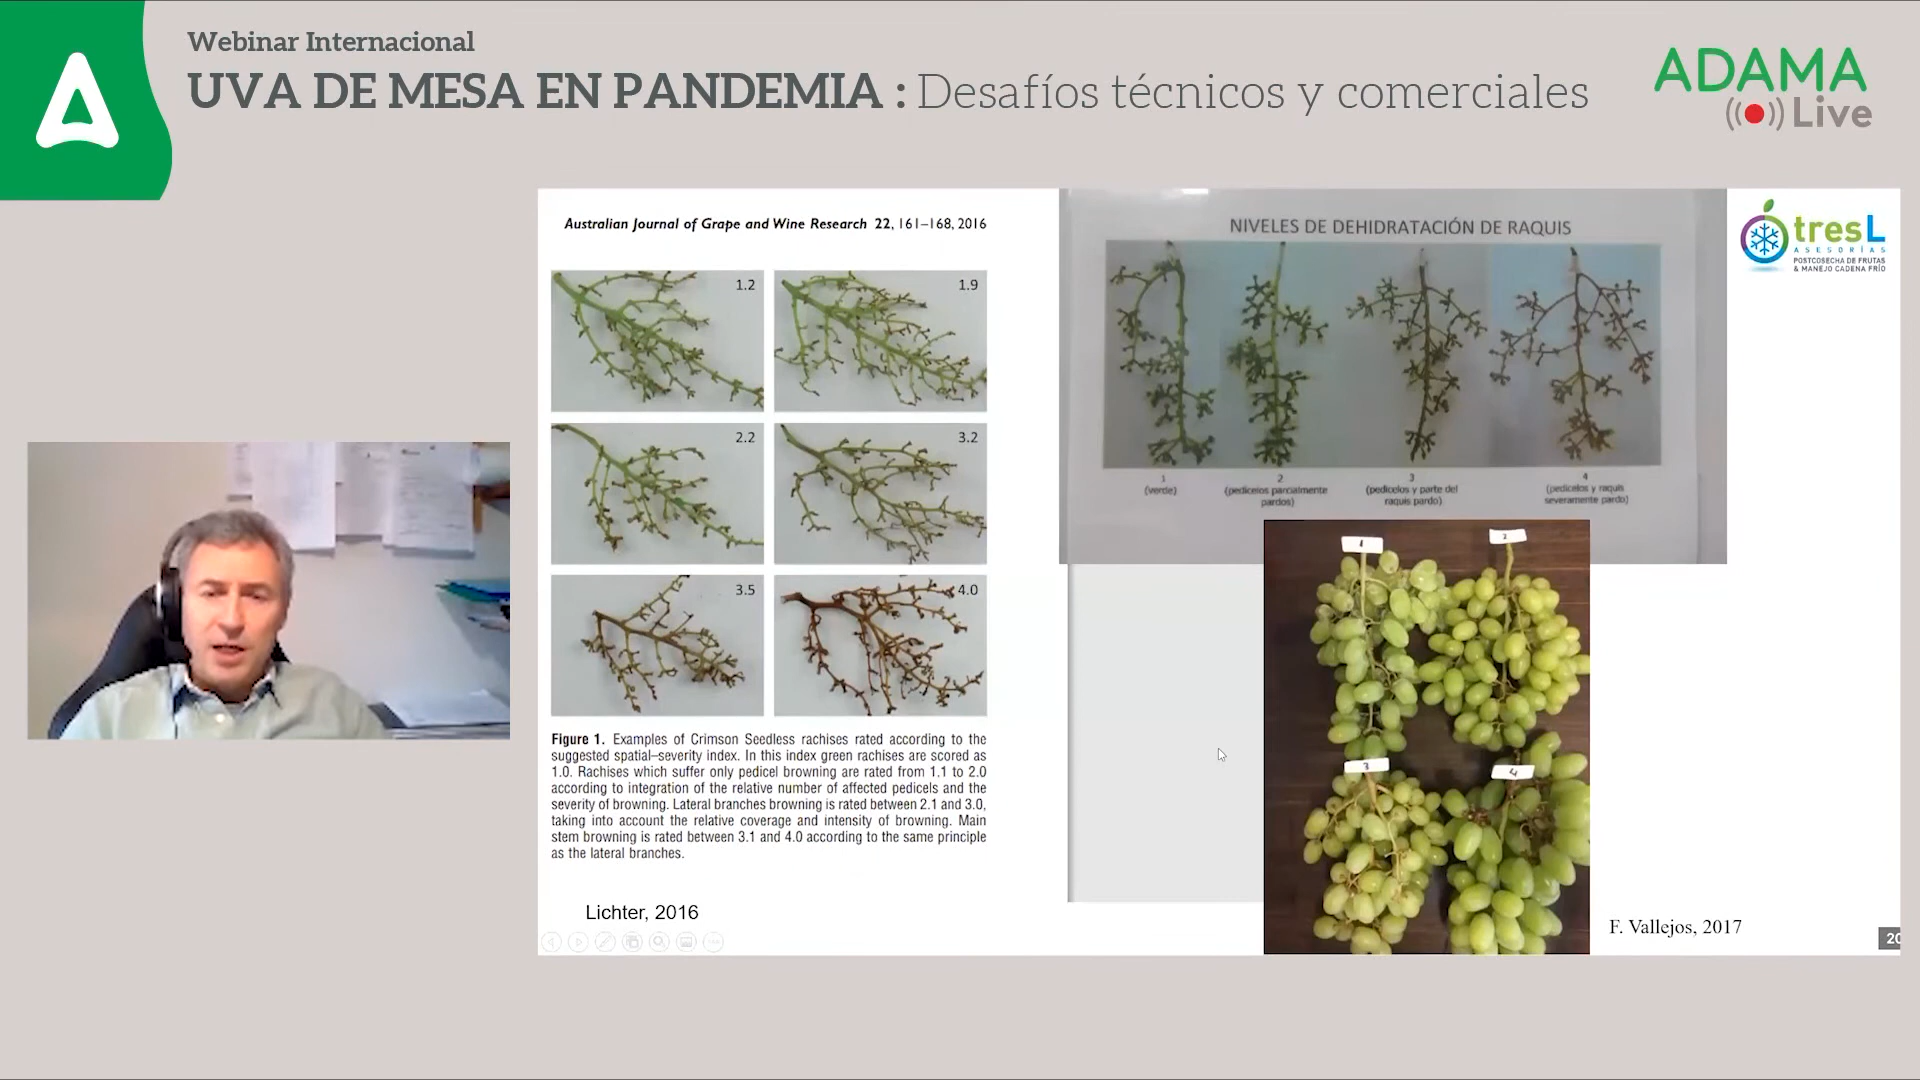 Webinar Internacional
UVA DE MESA EN PANDEMIA : Desafíos técnicos y comerciales
ADAMA
Live
Australian Journal of Grape and Wine Research 22, 161–168, 2016
1.2
1.9
2.2
3.2
3.5
4.0
Figure 1. Examples of Crimson Seedless rachises rated according to the
suggested spatial–severity index. In this index green rachises are scored as
1.0. Rachises which suffer only pedicel browning are rated from 1.1 to 2.0
according to integration of the relative number of affected pedicels and the
severity of browning. Lateral branches browning is rated between 2.1 and 3.0,
taking into account the relative coverage and intensity of browning. Main
stem browning is rated between 3.1 and 4.0 according to the same principle
as the lateral branches.
Lichter, 2016
NIVELES DE DEHIDRATACIÓN DE RAQUIS
1
(verde)
2
(pedicelos parcialmente
pardos)
3
(pedicelos y parte del
raquis pardo)
4
(pedicelos y raquis
severamente pardo)
tresL
ASESORÍAS
POSTCOSECHA DE FRUTAS
& MANEJO CADENA FRÍO
1
2
3
4
F. Vallejos, 2017
20